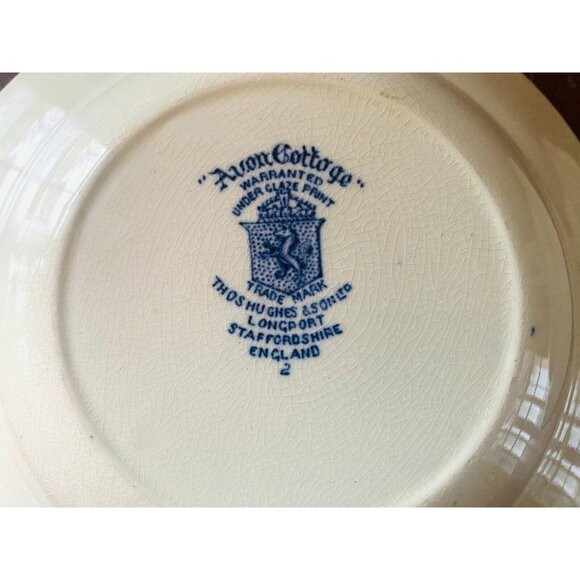 "Avon Cottage"
WARRANTED
UNDER GLAZE PRINT
TRADE MARK
THOS HUGHES & SON LTD
LONGPORT
STAFFORDSHIRE
ENGLAND
2